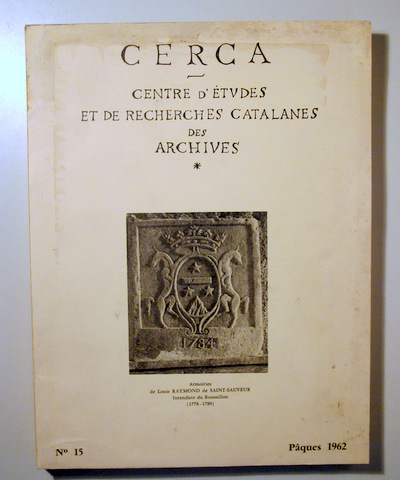 CERCA
CENTRE D'ÉTVDES
ET DE RECHERCHES CATALANES
DES
ARCHIVES
*
1784
Armoiries
de Louis RAYMOND de SAINT-SAUVEUR
Intendant du Roussillon
(1778-1789)
Nº 15
Pâques 1962